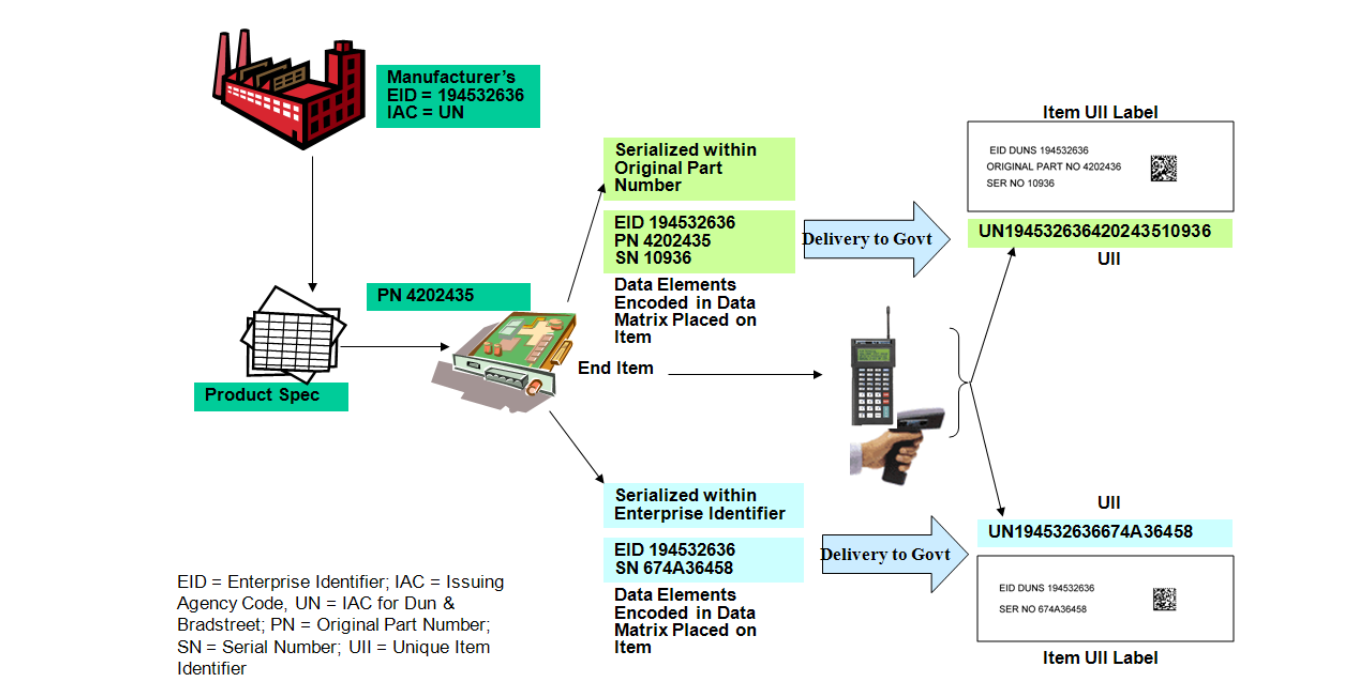 Manufacturer's
EID = 194532636
IAC = UN
Item UII Label
EID DUNS 194532636
ORIGINAL PART NO 4202436
SER NO 10936
Serialized within
Original Part
Number
EID 194532636
PN 4202435
SN 10936
Delivery to Govt
UN194532636420243510936
UII
Data Elements
Encoded in Data
Matrix Placed on
Item
PN 4202435
End Item
Product Spec
Serialized within
Enterprise Identifier
UII
UN194532636674A36458
EID 194532636
SN 674A36458
Delivery to Govt
Data Elements
Encoded in Data
Matrix Placed on
Item
EID DUNS 194532636
SER NO 674A36458
Item UII Label
EID = Enterprise Identifier; IAC = Issuing
Agency Code, UN = IAC for Dun &
Bradstreet; PN = Original Part Number;
SN = Serial Number; UII = Unique Item
Identifier